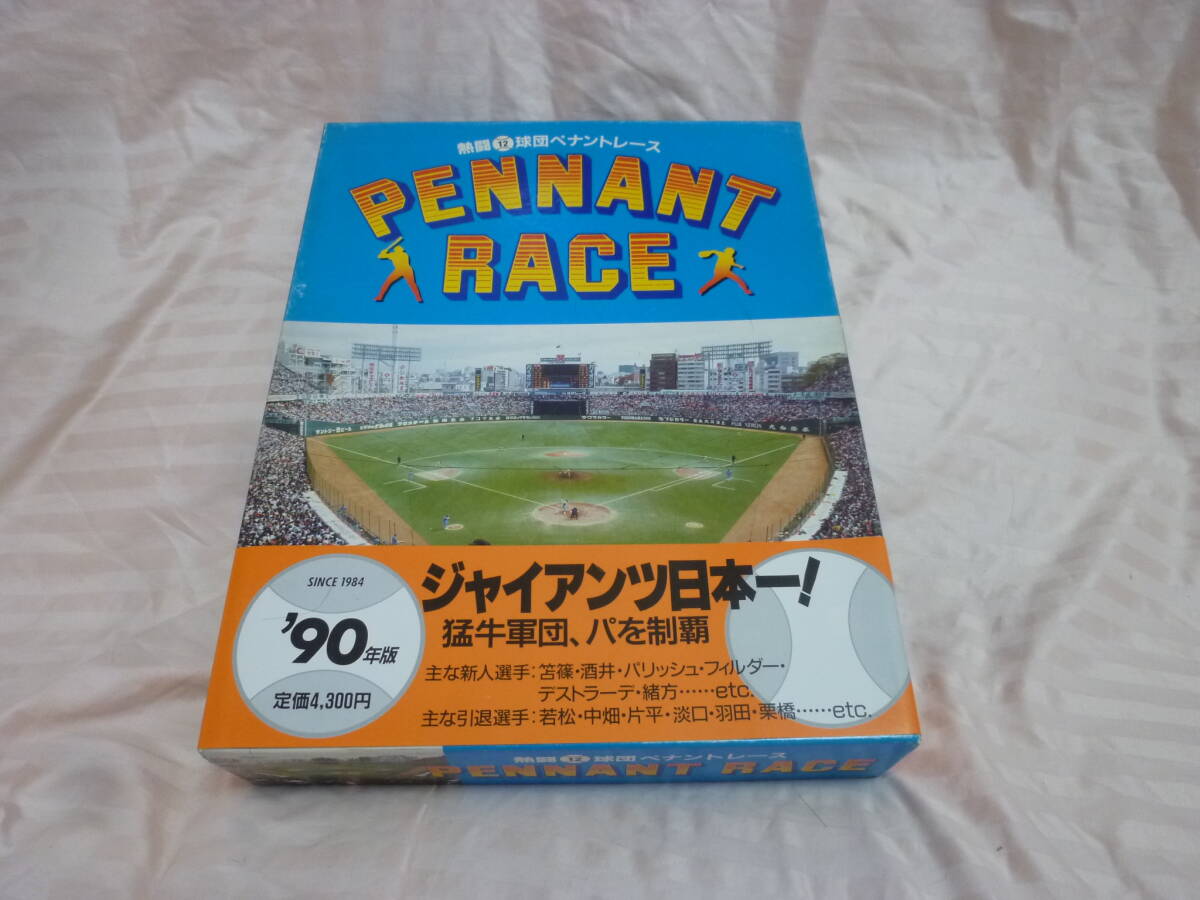 熱闘12球団ペナントレース
PENNANT
RACE
SINCE 1984
'90年版
定価4,300円
ジャイアンツ日本一!
猛牛軍団、パを制覇
主な新人選手:笘篠・酒井・パリッシュ・フィルダー・
デストラーデ・緒方……etc.
主な引退選手:若松・中畑・片平・淡口・羽田・栗橋……etc.
熱闘12球団ペナントレース
PENNANT RACE